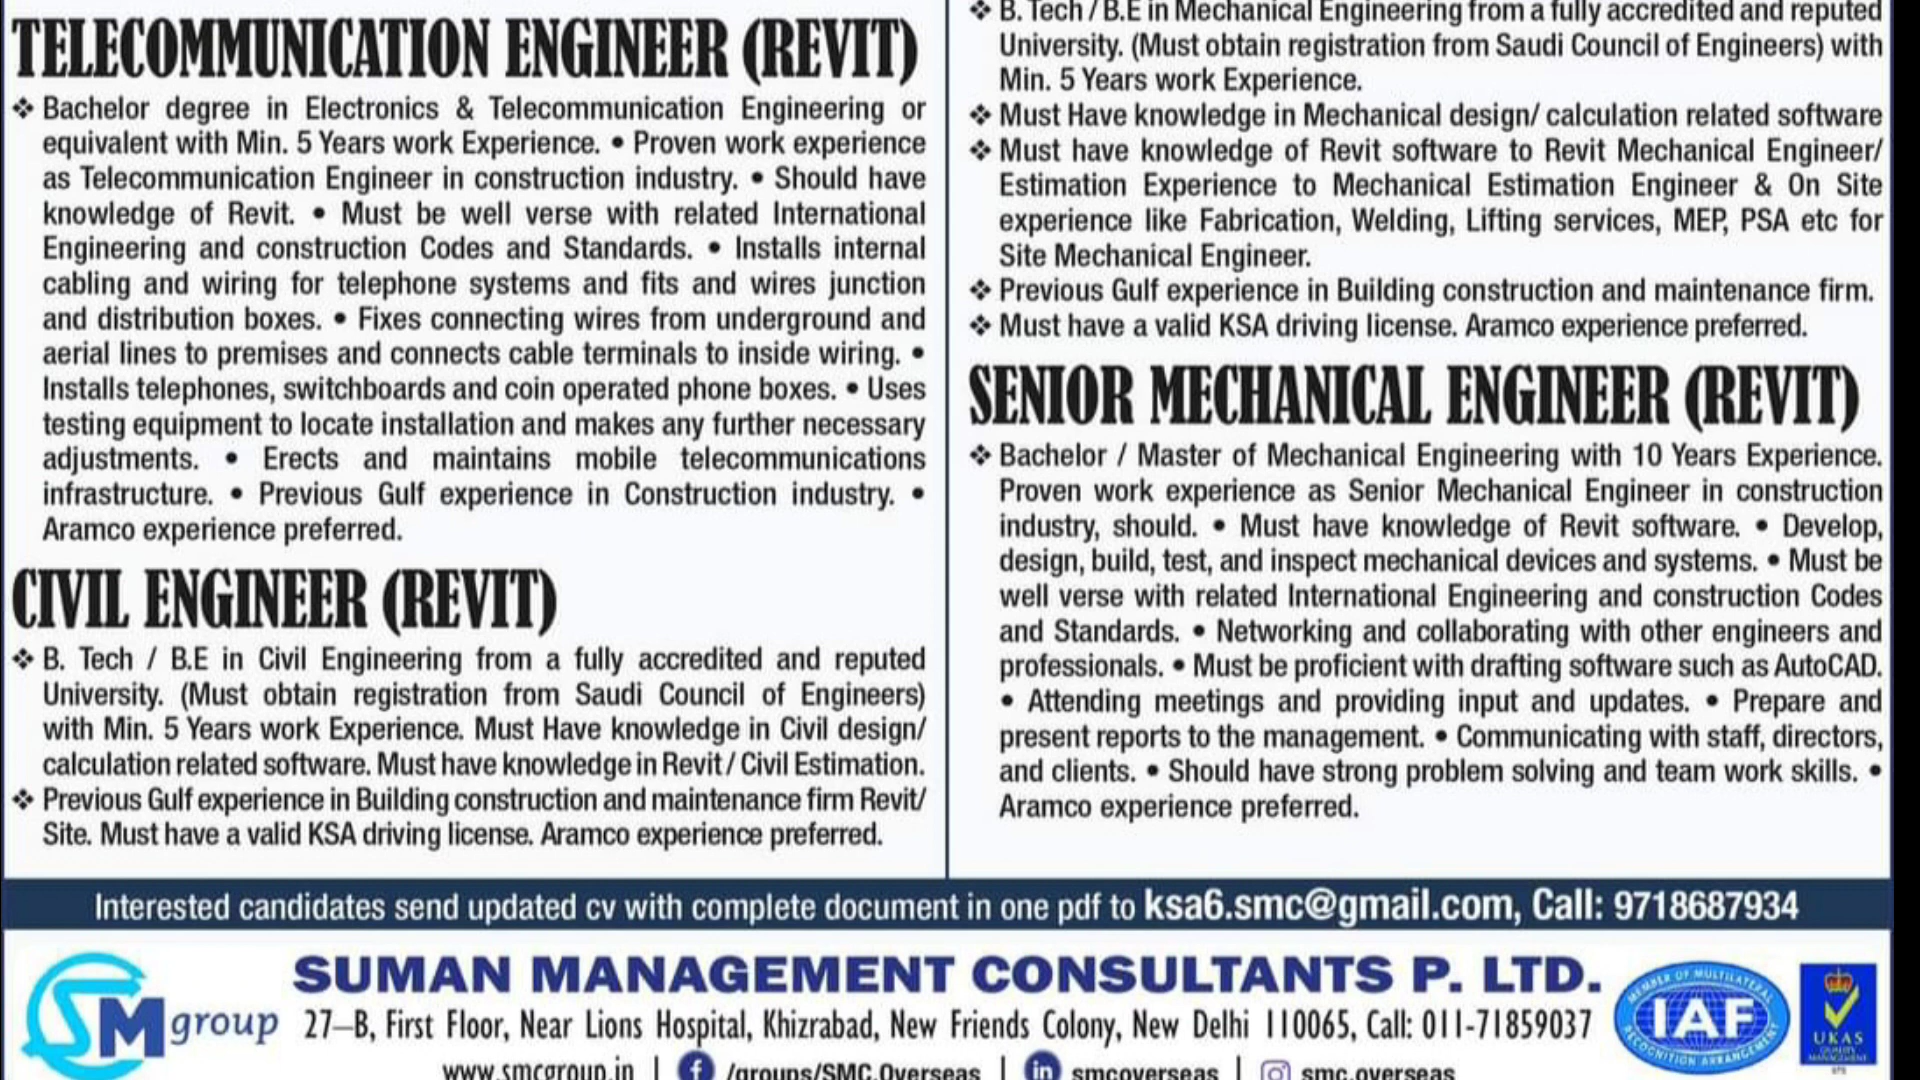 TELECOMMUNICATION ENGINEER (REVIT)
❖ Bachelor degree in Electronics & Telecommunication Engineering or
equivalent with Min. 5 Years work Experience. • Proven work experience
as Telecommunication Engineer in construction industry. • Should have
knowledge of Revit. • Must be well verse with related International
Engineering and construction Codes and Standards. • Installs internal
cabling and wiring for telephone systems and fits and wires junction
and distribution boxes. • Fixes connecting wires from underground and
aerial lines to premises and connects cable terminals to inside wiring. •
Installs telephones, switchboards and coin operated phone boxes. • Uses
testing equipment to locate installation and makes any further necessary
adjustments. • Erects and maintains mobile telecommunications
infrastructure. • Previous Gulf experience in Construction industry. •
Aramco experience preferred.
CIVIL ENGINEER (REVIT)
❖ B. Tech / B.E in Civil Engineering from a fully accredited and reputed
University. (Must obtain registration from Saudi Council of Engineers)
with Min. 5 Years work Experience. Must Have knowledge in Civil design/
calculation related software. Must have knowledge in Revit / Civil Estimation.
❖ Previous Gulf experience in Building construction and maintenance firm Revit/
Site. Must have a valid KSA driving license. Aramco experience preferred.
❖ B. Tech / B.E in Mechanical Engineering from a fully accredited and reputed
University. (Must obtain registration from Saudi Council of Engineers) with
Min. 5 Years work Experience.
❖ Must Have knowledge in Mechanical design/ calculation related software
❖ Must have knowledge of Revit software to Revit Mechanical Engineer/
Estimation Experience to Mechanical Estimation Engineer & On Site
experience like Fabrication, Welding, Lifting services, MEP, PSA etc for
Site Mechanical Engineer.
❖ Previous Gulf experience in Building construction and maintenance firm.
❖ Must have a valid KSA driving license. Aramco experience preferred.
SENIOR MECHANICAL ENGINEER (REVIT)
❖ Bachelor / Master of Mechanical Engineering with 10 Years Experience.
Proven work experience as Senior Mechanical Engineer in construction
industry, should. • Must have knowledge of Revit software. • Develop,
design, build, test, and inspect mechanical devices and systems. • Must be
well verse with related International Engineering and construction Codes
and Standards. • Networking and collaborating with other engineers and
professionals. • Must be proficient with drafting software such as AutoCAD.
• Attending meetings and providing input and updates. • Prepare and
present reports to the management. • Communicating with staff, directors,
and clients. • Should have strong problem solving and team work skills. •
Aramco experience preferred.
Interested candidates send updated cv with complete document in one pdf to ksa6.smc@gmail.com, Call: 9718687934
SM group
SUMAN MANAGEMENT CONSULTANTS P. LTD.
27–B, First Floor, Near Lions Hospital, Khizrabad, New Friends Colony, New Delhi 110065, Call: 011-71859037
www.smcgroup.in | /groups/SMC.Overseas | smcoverseas | smc.overseas
MEMBER OF MULTILATERAL
IAF
RECOGNITION ARRANGEMENT
UKAS
QUALITY
MANAGEMENT